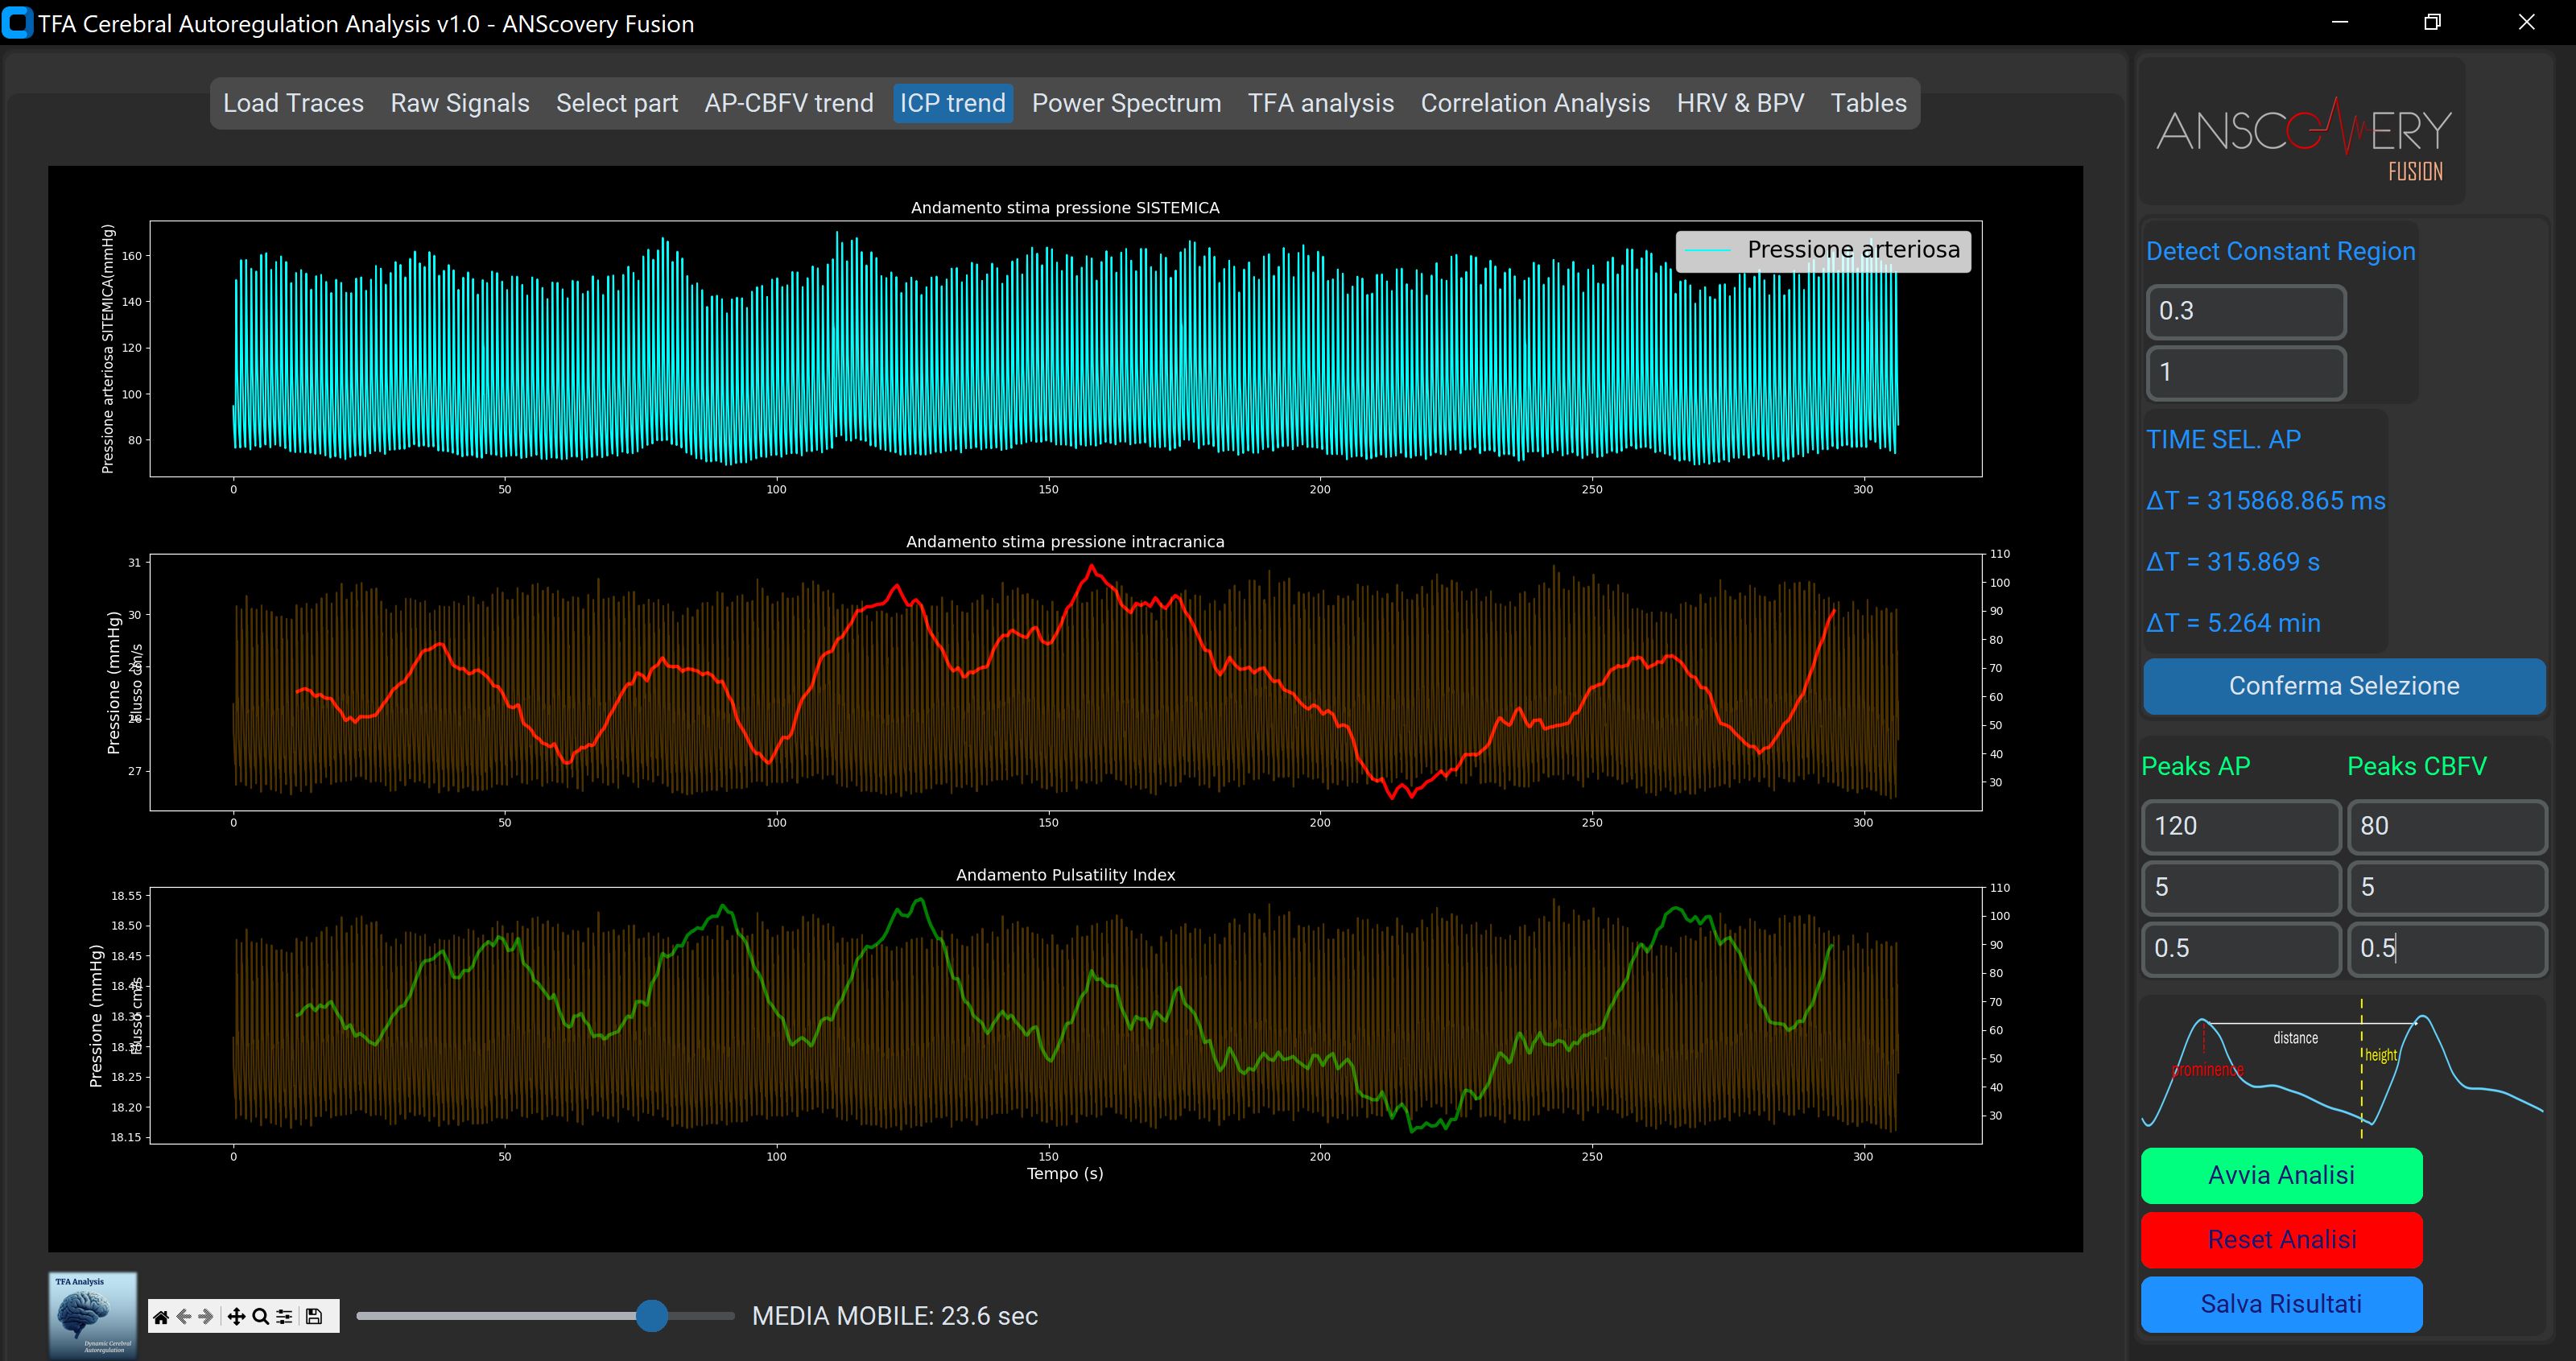 TFA Cerebral Autoregulation Analysis v1.0 - ANScovery Fusion
Load Traces Raw Signals Select part AP-CBFV trend ICP trend Power Spectrum TFA analysis Correlation Analysis HRV & BPV Tables
ANSCOVERY
FUSION
Andamento stima pressione SISTEMICA
Pressione arteriosa SITEMICA(mmHg)
160
140
120
100
80
Pressione arteriosa
0 50 100 150 200 250 300
Andamento stima pressione intracranica
Pressione (mmHg)
Flusso cm/s
31
30
29
28
27
110
100
90
80
70
60
50
40
30
0 50 100 150 200 250 300
Andamento Pulsatility Index
Pressione (mmHg)
Flusso cm/s
18.55
18.50
18.45
18.40
18.35
18.30
18.25
18.20
18.15
110
100
90
80
70
60
50
40
30
0 50 100 150 200 250 300
Tempo (s)
TFA Analysis
Dynamic Cerebral
Autoregulation
MEDIA MOBILE: 23.6 sec
Detect Constant Region
0.3
1
TIME SEL. AP
ΔT = 315868.865 ms
ΔT = 315.869 s
ΔT = 5.264 min
Conferma Selezione
Peaks AP Peaks CBFV
120 80
5 5
0.5 0.5
distance
height
prominence
Avvia Analisi
Reset Analisi
Salva Risultati